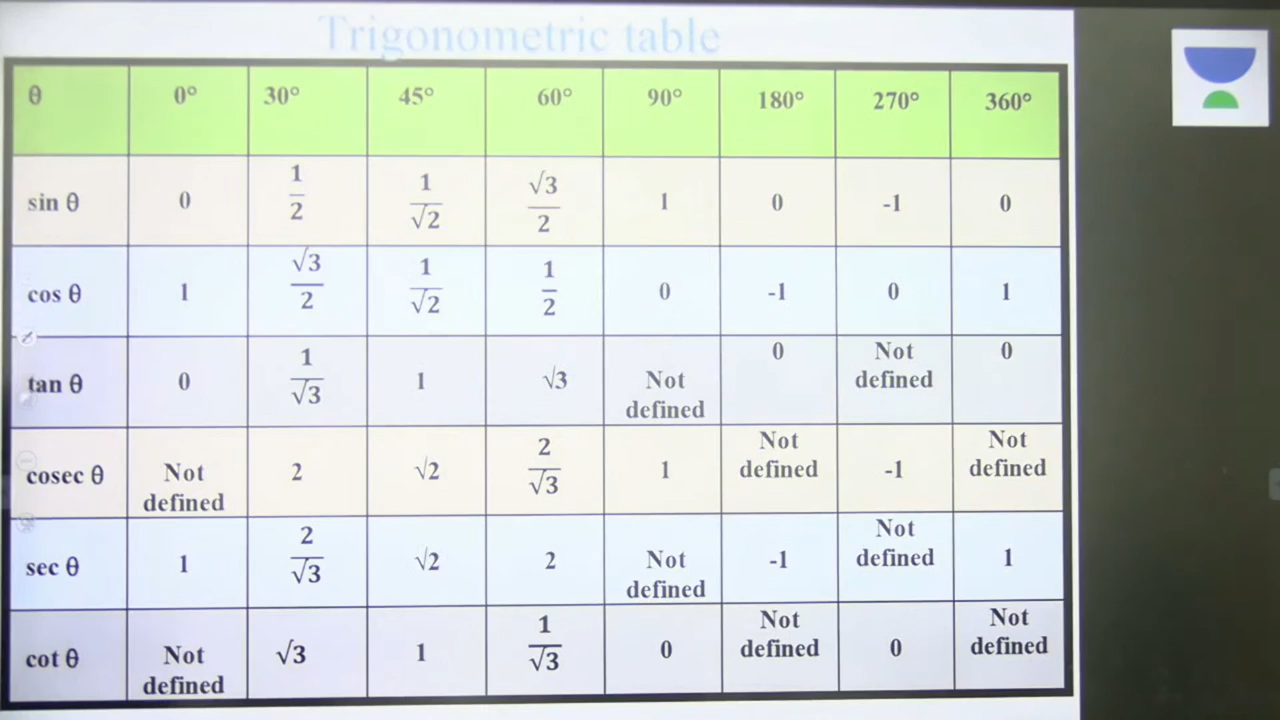 Trigonometric table
θ 0° 30° 45° 60° 90° 180° 270° 360°
sin θ 0 1/2 1/√2 √3/2 1 0 -1 0
cos θ 1 √3/2 1/√2 1/2 0 -1 0 1
tan θ 0 1/√3 1 √3 Not defined 0 Not defined 0
cosec θ Not defined 2 √2 2/√3 1 Not defined -1 Not defined
sec θ 1 2/√3 √2 2 Not defined -1 Not defined 1
cot θ Not defined √3 1 1/√3 0 Not defined 0 Not defined